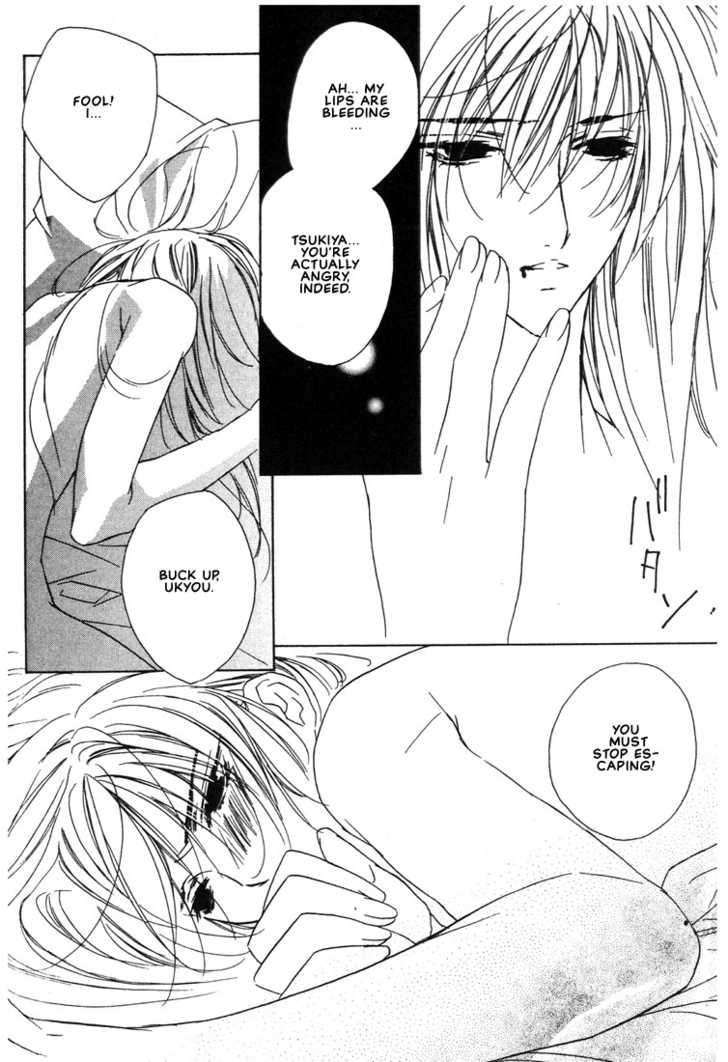 AH... MY
LIPS ARE
BLEEDING
...
TSUKIYA...
YOU'RE
ACTUALLY
ANGRY,
INDEED.
バタン.
FOOL!
I...
BUCK UP,
UKYOU.
YOU
MUST
STOP ES-
CAPING!